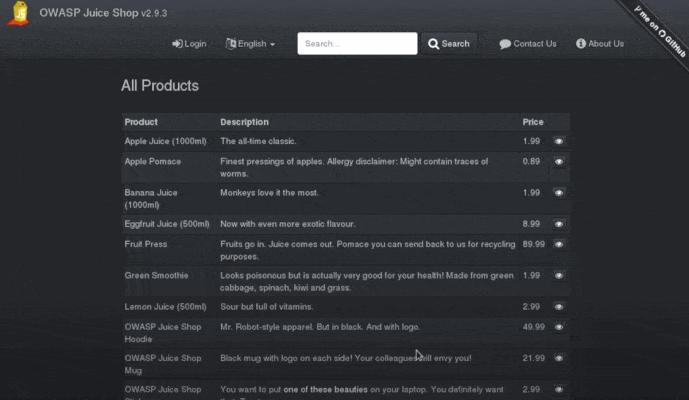 OWASP Juice Shop v2.9.3
Login English Search... Search Contact Us About Us
me on GitHub
All Products
Product Description Price
Apple Juice (1000ml) The all-time classic. 1.99
Apple Pomace Finest pressings of apples. Allergy disclaimer: Might contain traces of 0.89
worms.
Banana Juice Monkeys love it the most. 1.99
(1000ml)
Eggfruit Juice (500ml) Now with even more exotic flavour. 8.99
Fruit Press Fruits go in. Juice comes out. Pomace you can send back to us for recycling 89.99
purposes.
Green Smoothie Looks poisonous but is actually very good for your health! Made from green 1.99
cabbage, spinach, kiwi and grass.
Lemon Juice (500ml) Sour but full of vitamins. 2.99
OWASP Juice Shop Mr. Robot-style apparel. But in black. And with logo. 49.99
Hoodie
OWASP Juice Shop Black mug with logo on each side! Your colleagues will envy you! 21.99
Mug
OWASP Juice Shop You want to put one of these beauties on your laptop. You definitely want 2.99